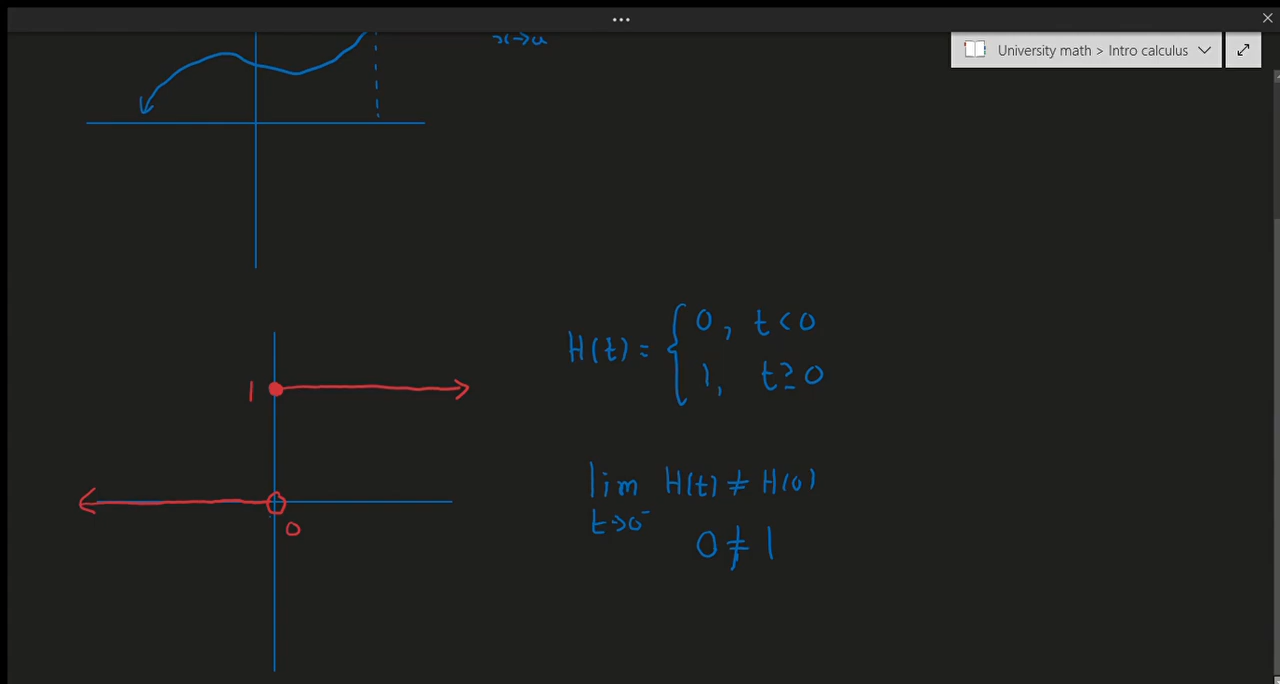 ...
University math > Intro calculus
x→a
H(t) = { 0, t < 0
1, t ≥ 0
1
lim H(t) ≠ H(0)
t→0⁻
0
0 ≠ 1